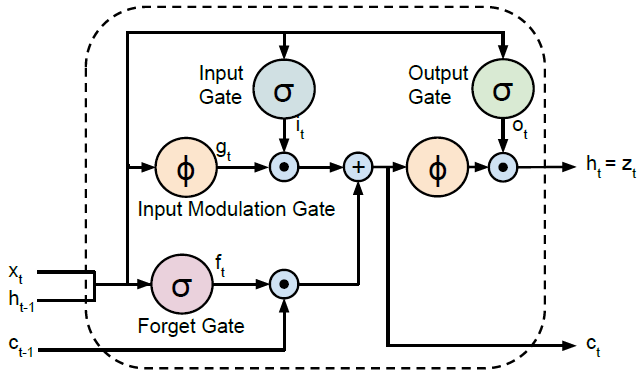 Input
Gate
σ
i_t
Output
Gate
σ
o_t
ϕ
g_t
+
ϕ
h_t = z_t
Input Modulation Gate
x_t
h_t-1
σ
f_t
Forget Gate
c_t-1
c_t